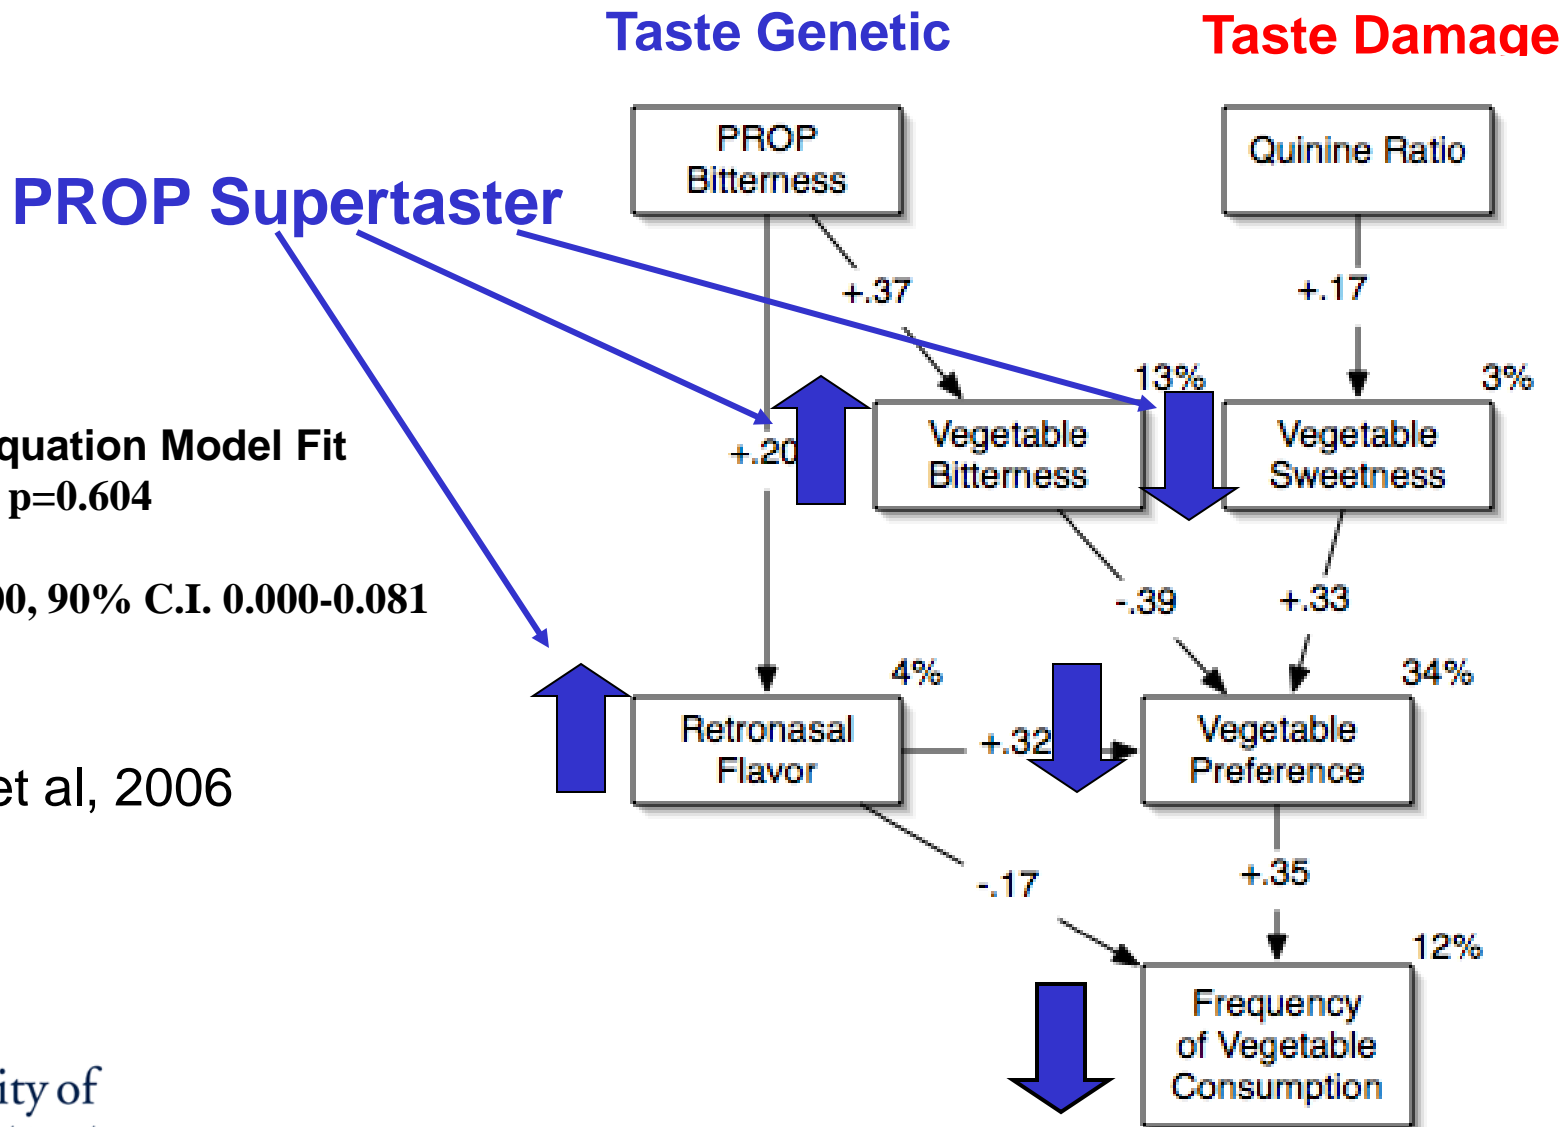 Taste Genetic
Taste Damage
PROP
Bitterness
Quinine Ratio
PROP Supertaster
+.37
+.17
13%
3%
quation Model Fit
p=0.604
+.20
Vegetable
Bitterness
Vegetable
Sweetness
00, 90% C.I. 0.000-0.081
-.39
+.33
4%
34%
Retronasal
Flavor
+.32
Vegetable
Preference
et al, 2006
-.17
+.35
12%
Frequency
of Vegetable
Consumption
ity of